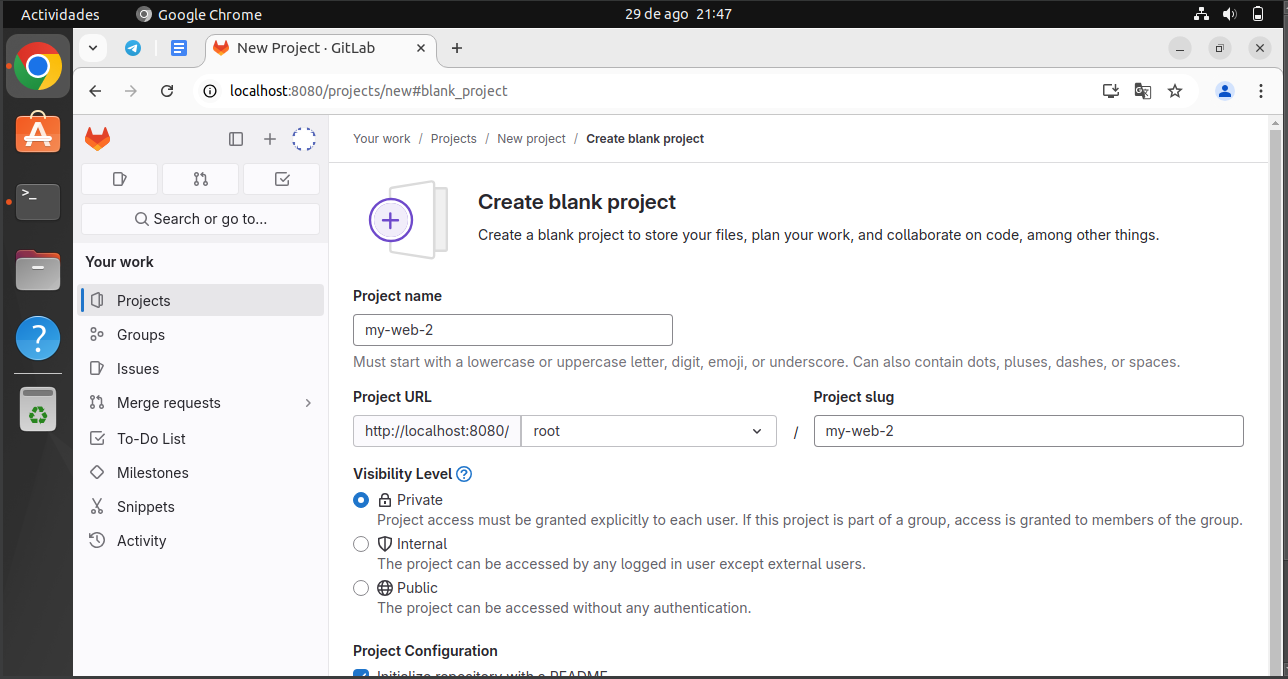 Actividades
Google Chrome
29 de ago 21:47
New Project · GitLab
localhost:8080/projects/new#blank_project
Your work / Projects / New project / Create blank project
Search or go to...
Your work
Projects
Groups
Issues
Merge requests
To-Do List
Milestones
Snippets
Activity
Create blank project
Create a blank project to store your files, plan your work, and collaborate on code, among other things.
Project name
my-web-2
Must start with a lowercase or uppercase letter, digit, emoji, or underscore. Can also contain dots, pluses, dashes, or spaces.
Project URL
http://localhost:8080/
root
/
Project slug
my-web-2
Visibility Level
Private
Project access must be granted explicitly to each user. If this project is part of a group, access is granted to members of the group.
Internal
The project can be accessed by any logged in user except external users.
Public
The project can be accessed without any authentication.
Project Configuration
Initialize repository with a README